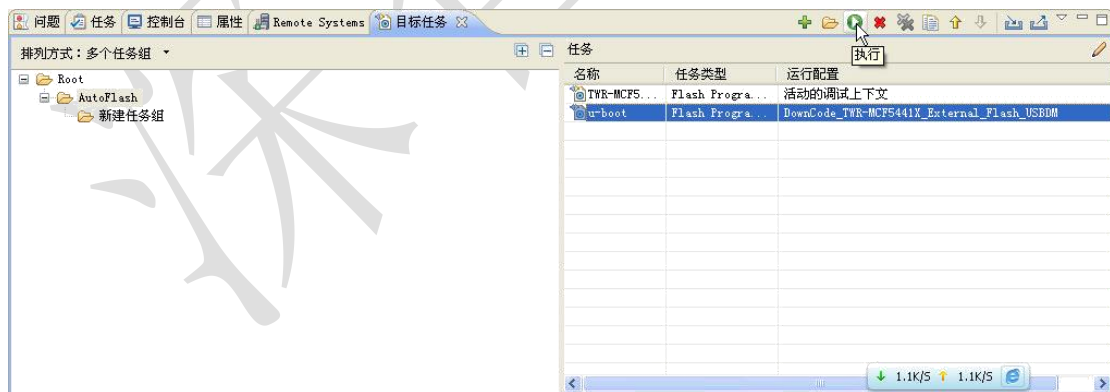 问题 任务 控制台 属性 Remote Systems 目标任务
排列方式：多个任务组
任务
执行
Root
AutoFlash
新建任务组
名称 任务类型 运行配置
TWR-MCF5... Flash Progra... 活动的调试上下文
u-boot Flash Progra... DownCode_TWR-MCF5441X_External_Flash_USBDM
1.1K/S 1.1K/S